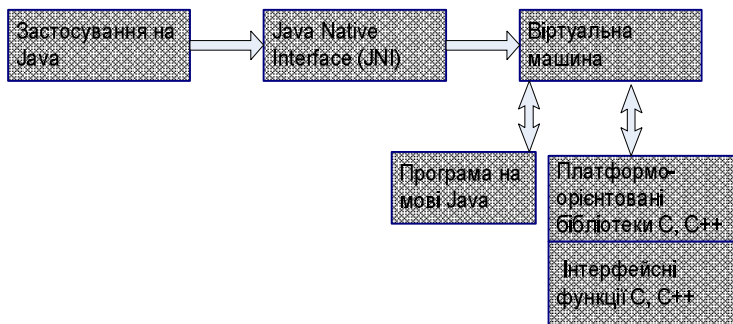 Застосування на
Java
Java Native
Interface (JNI)
Віртуальна
машина
Програма на
мові Java
Платформо-
орієнтовані
бібліотеки C, C++
Інтерфейсні
функції C, C++